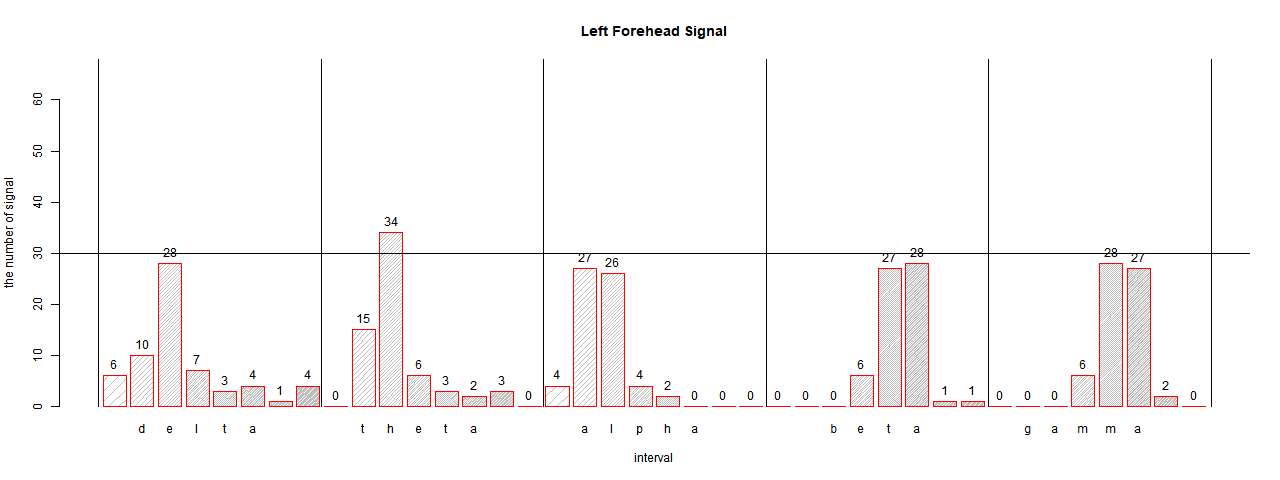 Left Forehead Signal
the number of signal
60
50
40
30
20
10
0
6 10 28 7 3 4 1 4 0 15 34 6 3 2 3 0 4 27 26 4 2 0 0 0 0 0 0 6 27 28 1 1 0 0 0 6 28 27 2 0
d e l t a t h e t a a l p h a b e t a g a m m a
interval